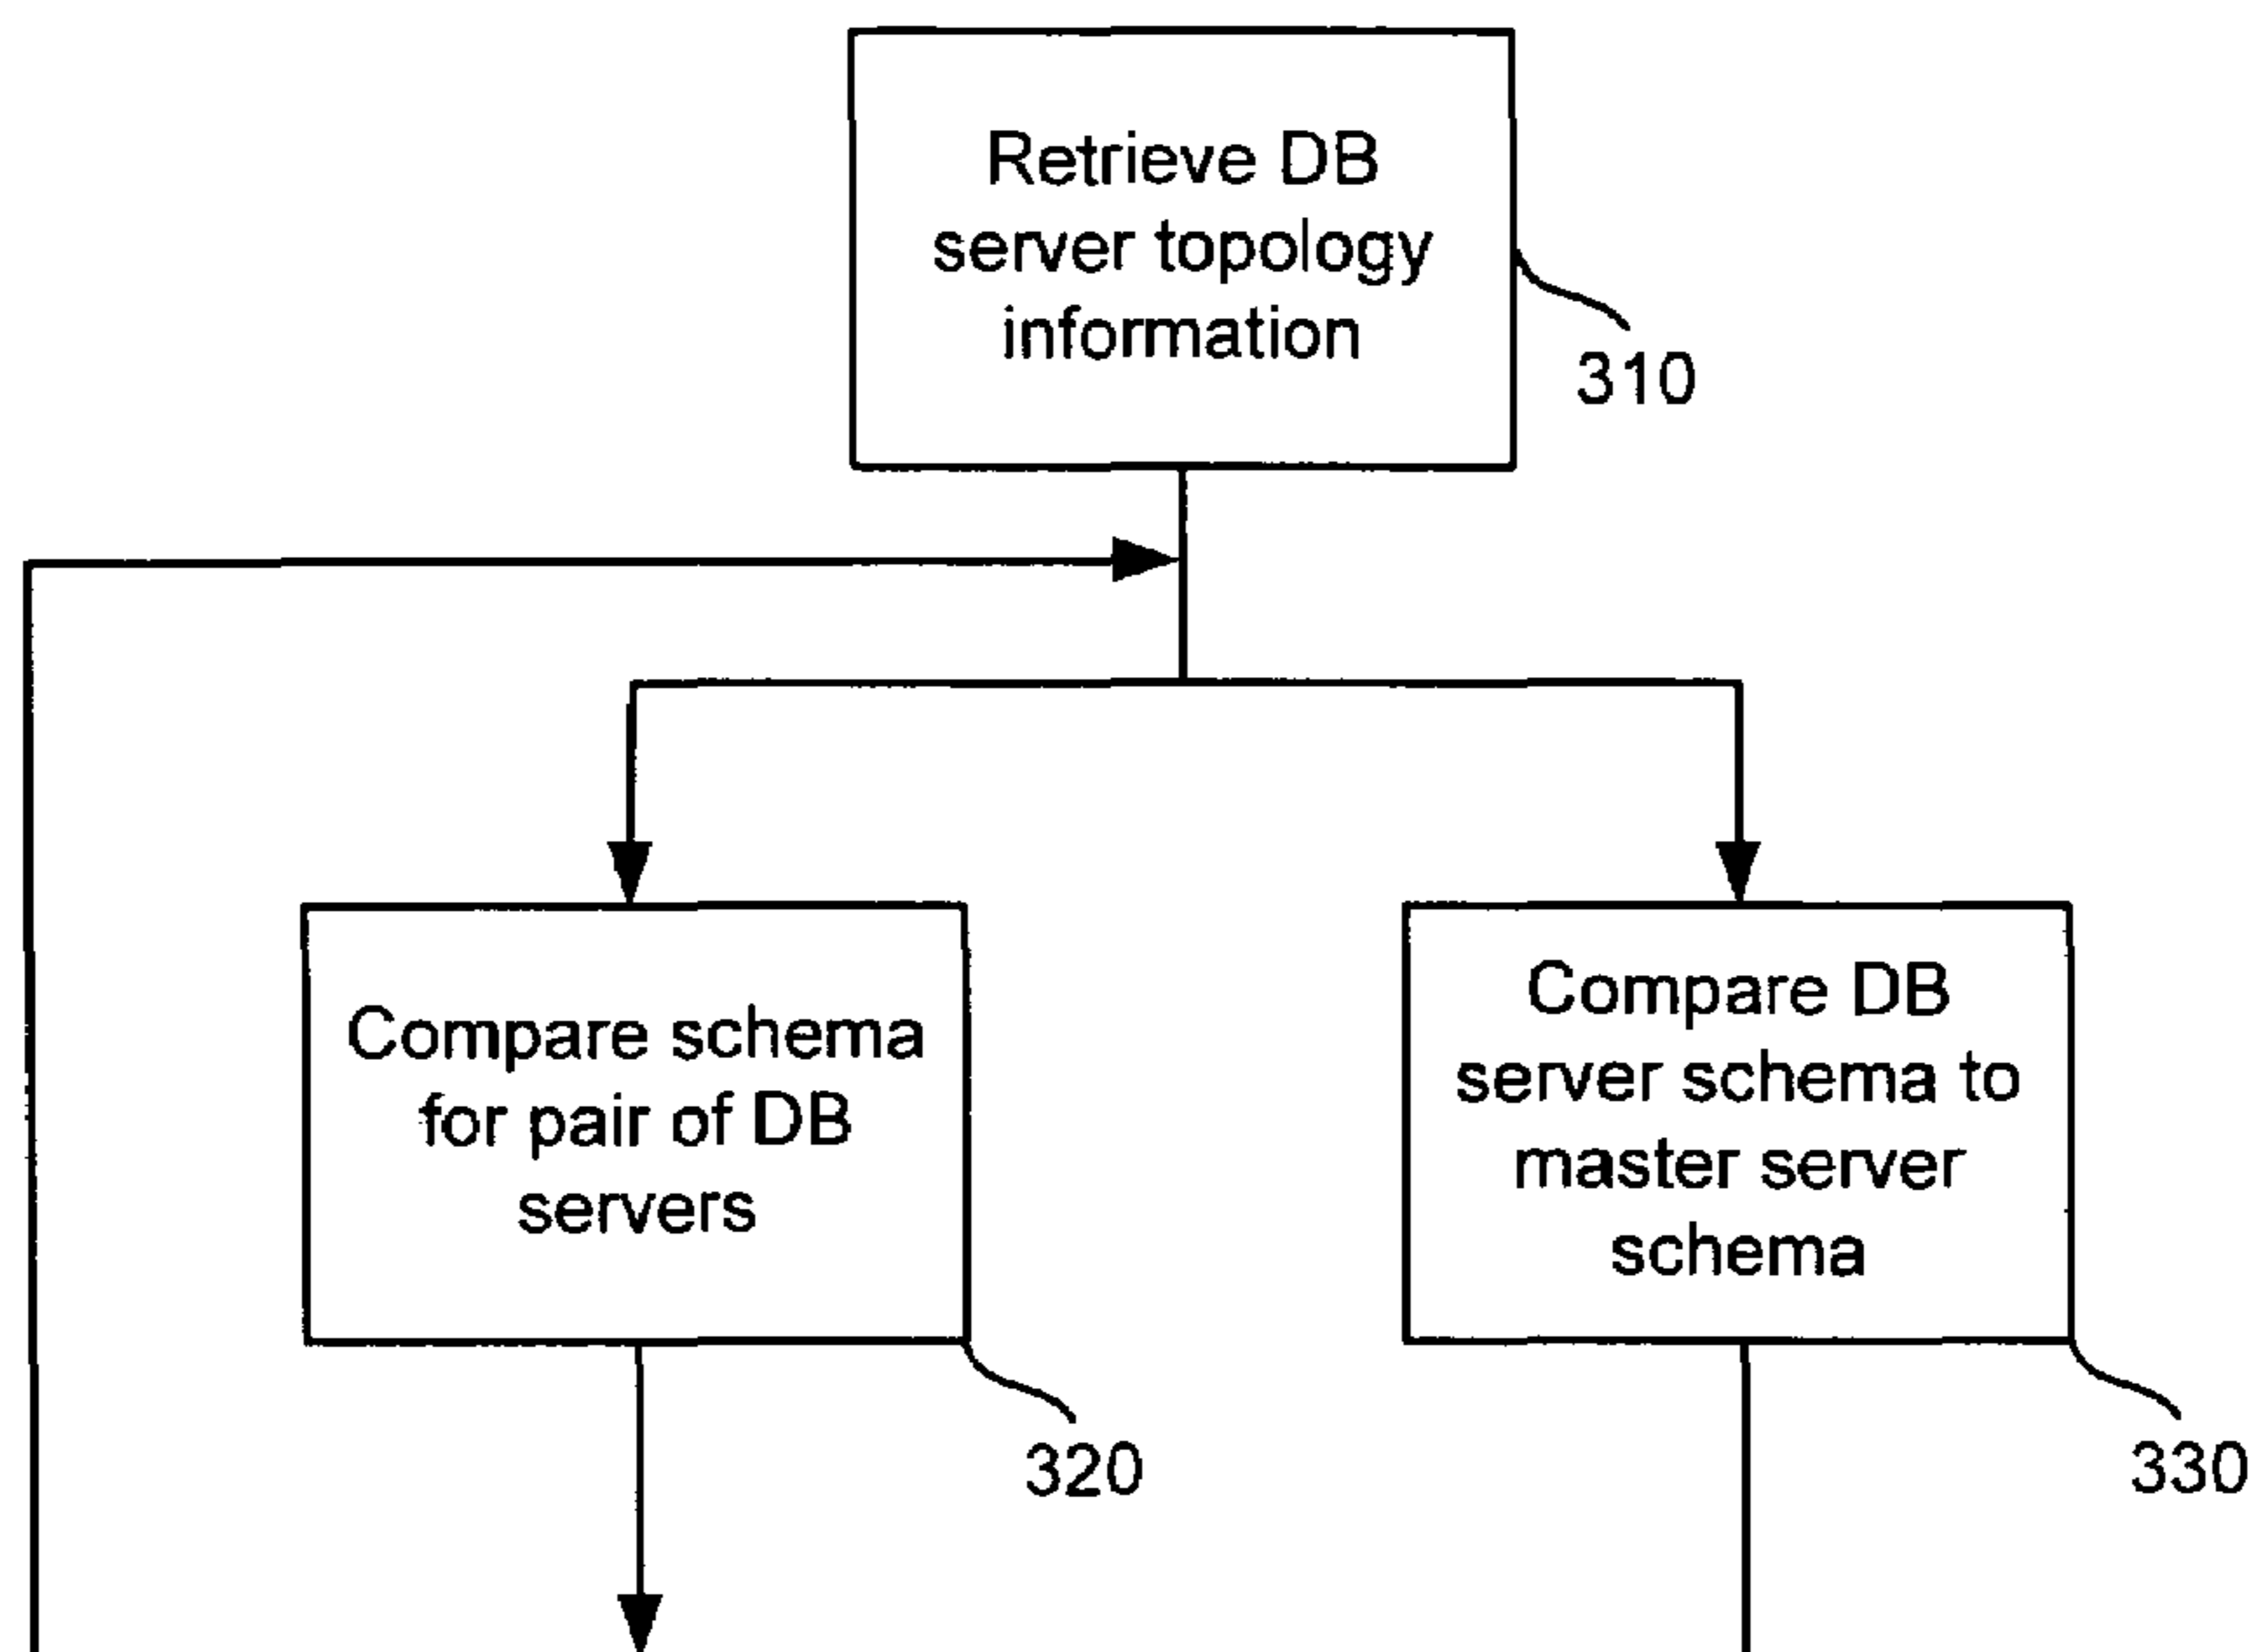 Retrieve DB
server topology
information
310
Compare schema
for pair of DB
servers
320
Compare DB
server schema to
master server
schema
330